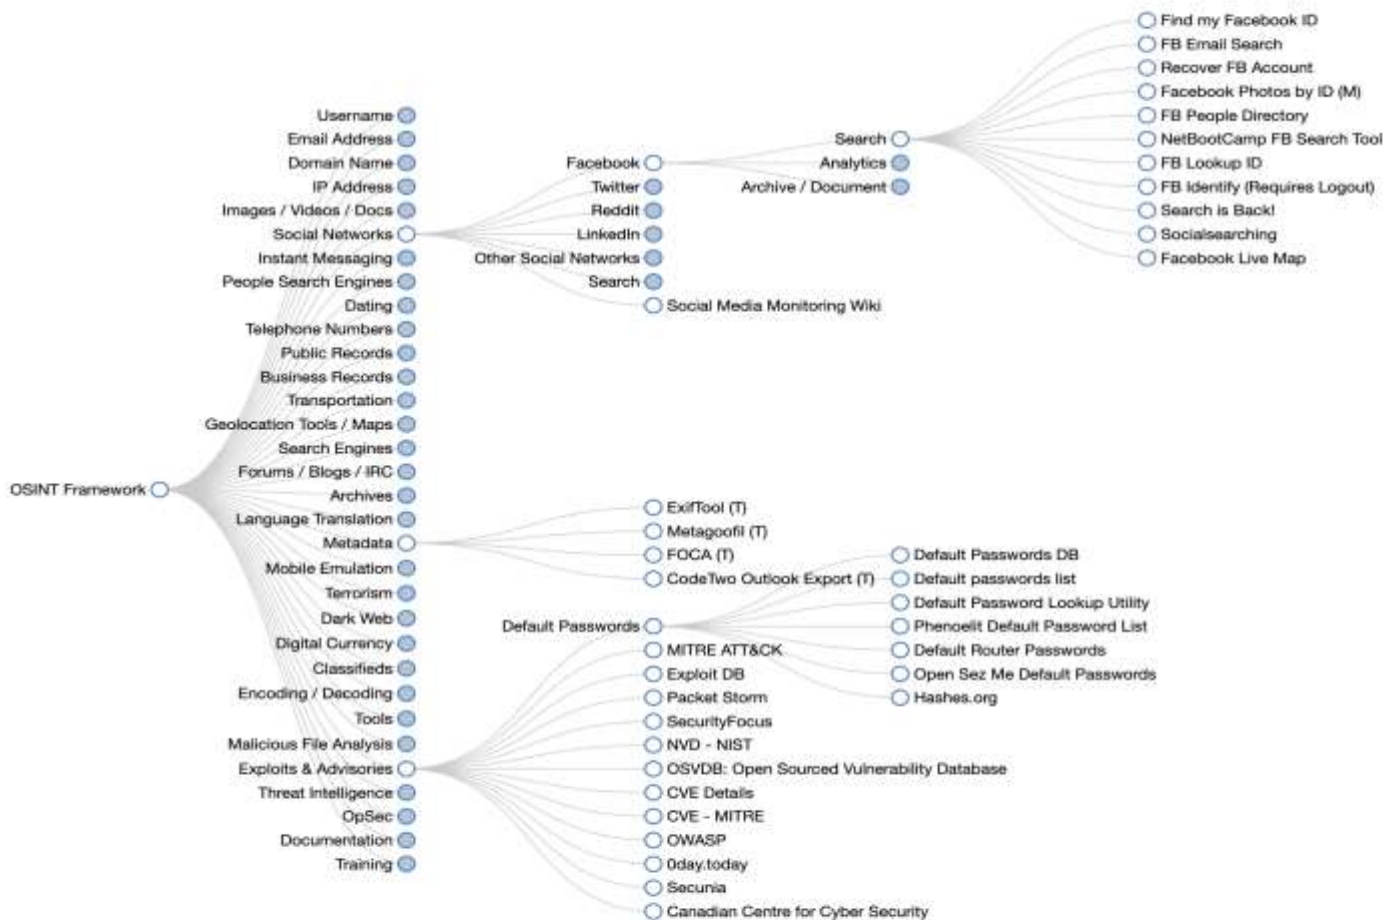 OSINT Framework
Username
Email Address
Domain Name
IP Address
Images / Videos / Docs
Social Networks
Instant Messaging
People Search Engines
Dating
Telephone Numbers
Public Records
Business Records
Transportation
Geolocation Tools / Maps
Search Engines
Forums / Blogs / IRC
Archives
Language Translation
Metadata
Mobile Emulation
Terrorism
Dark Web
Digital Currency
Classifieds
Encoding / Decoding
Tools
Malicious File Analysis
Exploits & Advisories
Threat Intelligence
OpSec
Documentation
Training
Facebook
Twitter
Reddit
LinkedIn
Other Social Networks
Search
Social Media Monitoring Wiki
Search
Analytics
Archive / Document
Find my Facebook ID
FB Email Search
Recover FB Account
Facebook Photos by ID (M)
FB People Directory
NetBootCamp FB Search Tool
FB Lookup ID
FB Identify (Requires Logout)
Search is Back!
Socialsearching
Facebook Live Map
ExifTool (T)
Metagoofil (T)
FOCA (T)
CodeTwo Outlook Export (T)
Default Passwords
MITRE ATT&CK
Exploit DB
Packet Storm
SecurityFocus
NVD - NIST
OSVDB: Open Sourced Vulnerability Database
CVE Details
CVE - MITRE
OWASP
0day.today
Secunia
Canadian Centre for Cyber Security
Default Passwords DB
Default passwords list
Default Password Lookup Utility
Phenoelit Default Password List
Default Router Passwords
Open Sez Me Default Passwords
Hashes.org